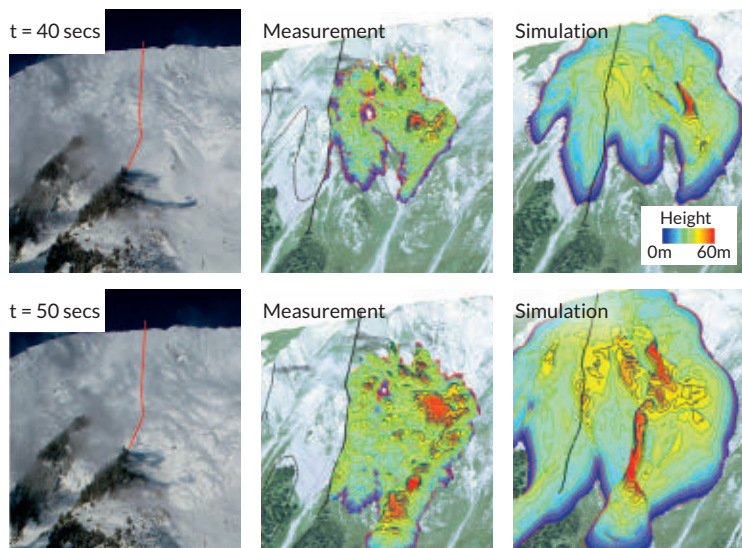 t = 40 secs
Measurement
Simulation
Height
0m 60m
t = 50 secs
Measurement
Simulation